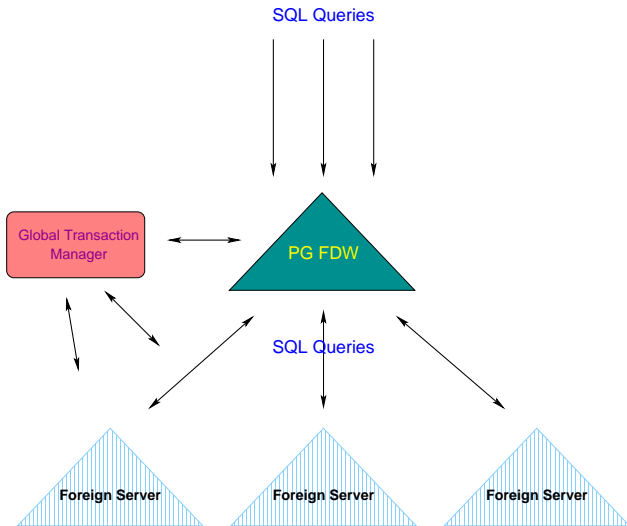 SQL Queries
Global Transaction
Manager
PG FDW
SQL Queries
Foreign Server
Foreign Server
Foreign Server